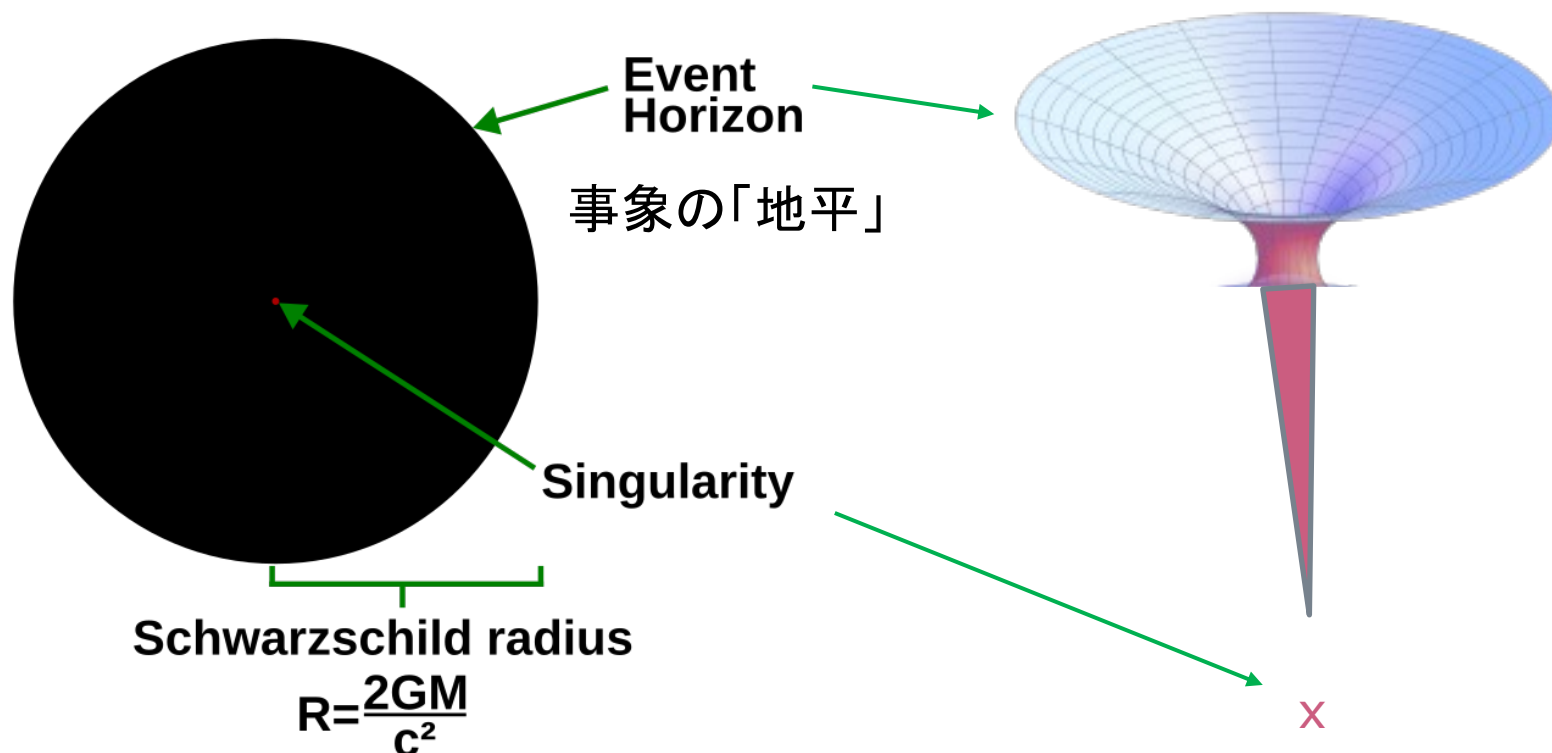 Event
Horizon
事象の「地平」
Singularity
Schwarzschild radius
R=2GM/c²
x